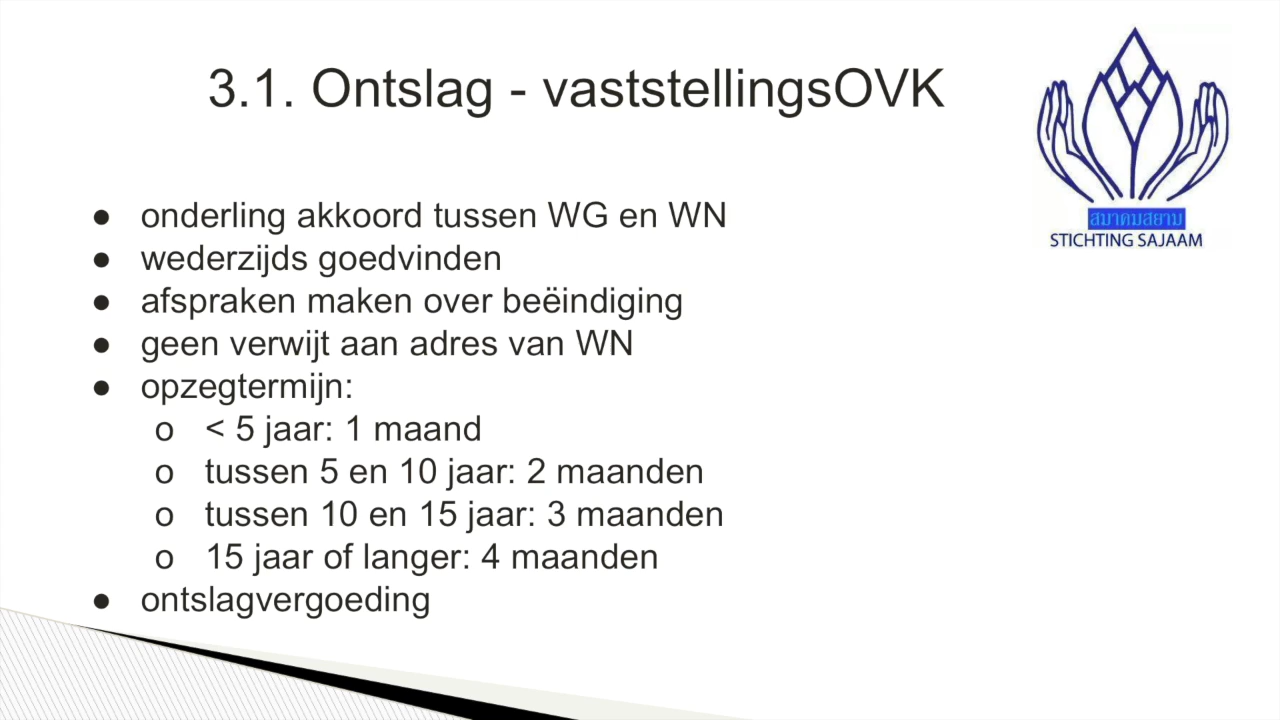 3.1. Ontslag - vaststellingsOVK
สมาคมสยาม
STICHTING SAJAAM
● onderling akkoord tussen WG en WN
● wederzijds goedvinden
● afspraken maken over beëindiging
● geen verwijt aan adres van WN
● opzegtermijn:
o < 5 jaar: 1 maand
o tussen 5 en 10 jaar: 2 maanden
o tussen 10 en 15 jaar: 3 maanden
o 15 jaar of langer: 4 maanden
● ontslagvergoeding